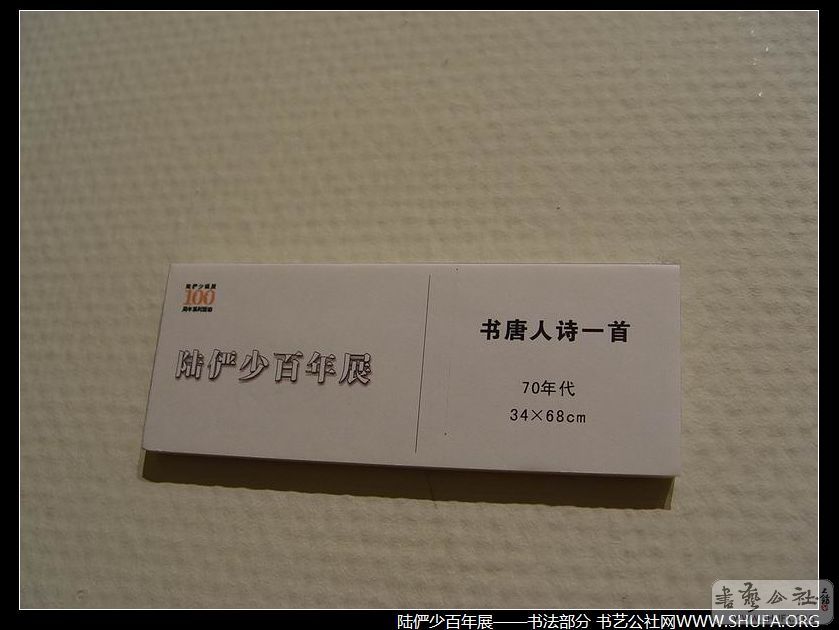 100
陆俨少百年展
书唐人诗一首
70年代
34×68cm
书艺公社
陆俨少百年展——书法部分 书艺公社网WWW.SHUFA.ORG